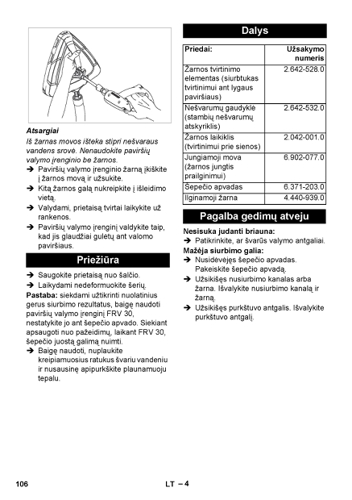 Atsargiai
Iš žarnos movos išteka stipri nešvaraus
vandens srovė. Nenaudokite paviršių
valymo įrenginio be žarnos.
➔ Paviršių valymo įrenginio žarną įkiškite
į žarnos movą ir užsukite.
➔ Kitą žarnos galą nukreipkite į išleidimo
vietą.
➔ Valydami, prietaisą tvirtai laikykite už
rankenos.
➔ Paviršių valymo įrenginį valdykite taip,
kad jis glaudžiai gulėtų ant valomo
paviršiaus.
Priežiūra
➔ Saugokite prietaisą nuo šalčio.
➔ Laikydami nedeformuokite šerių.
Pastaba: siekdami užtikrinti nuolatinius
gerus siurbimo rezultatus, baigę naudoti
paviršių valymo įrenginį FRV 30,
nestatykite jo ant šepečio apvado. Siekiant
apsaugoti nuo pažeidimų, laikant FRV 30,
šepečio juostą galima nuimti.
➔ Baigę naudoti, nuplaukite
kreipiamuosius ratukus švariu vandeniu
ir nusausinę apipurkškite plaunamuoju
tepalu.
Dalys
Priedai: Užsakymo
numeris
Žarnos tvirtinimo 2.642-528.0
elementas (siurbtukas
tvirtinimui ant lygaus
paviršiaus)
Nešvarumų gaudyklė 2.642-532.0
(stambių nešvarumų
atskyriklis)
Žarnos laikiklis 2.042-001.0
(tvirtinimui prie sienos)
Jungiamoji mova 6.902-077.0
(žarnos jungtis
prailginimui)
Šepečio apvadas 6.371-203.0
Ilginamoji žarna 4.440-939.0
Pagalba gedimų atveju
Nesisuka judanti briauna:
➔ Patikrinkite, ar švarūs valymo antgaliai.
Mažėja siurbimo galia:
➔ Nusidėvėjęs šepečio apvadas.
Pakeiskite šepečio apvadą.
➔ Užsikišęs nusiurbimo kanalas arba
žarna. Išvalykite nusiurbimo kanalą ir
žarną.
➔ Užsikišęs purkštuvo antgalis. Išvalykite
purkštuvo antgalį.
106 LT – 4